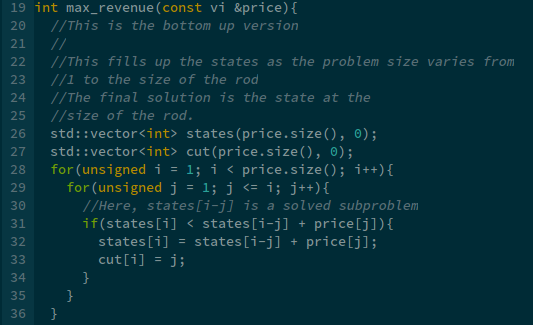 19 int max_revenue(const vi &price){
20   //This is the bottom up version
21   //
22   //This fills up the states as the problem size varies from
23   //1 to the size of the rod
24   //The final solution is the state at the
25   //size of the rod.
26   std::vector<int> states(price.size(), 0);
27   std::vector<int> cut(price.size(), 0);
28   for(unsigned i = 1; i < price.size(); i++){
29     for(unsigned j = 1; j <= i; j++){
30       //Here, states[i-j] is a solved subproblem
31       if(states[i] < states[i-j] + price[j]){
32         states[i] = states[i-j] + price[j];
33         cut[i] = j;
34       }
35     }
36   }